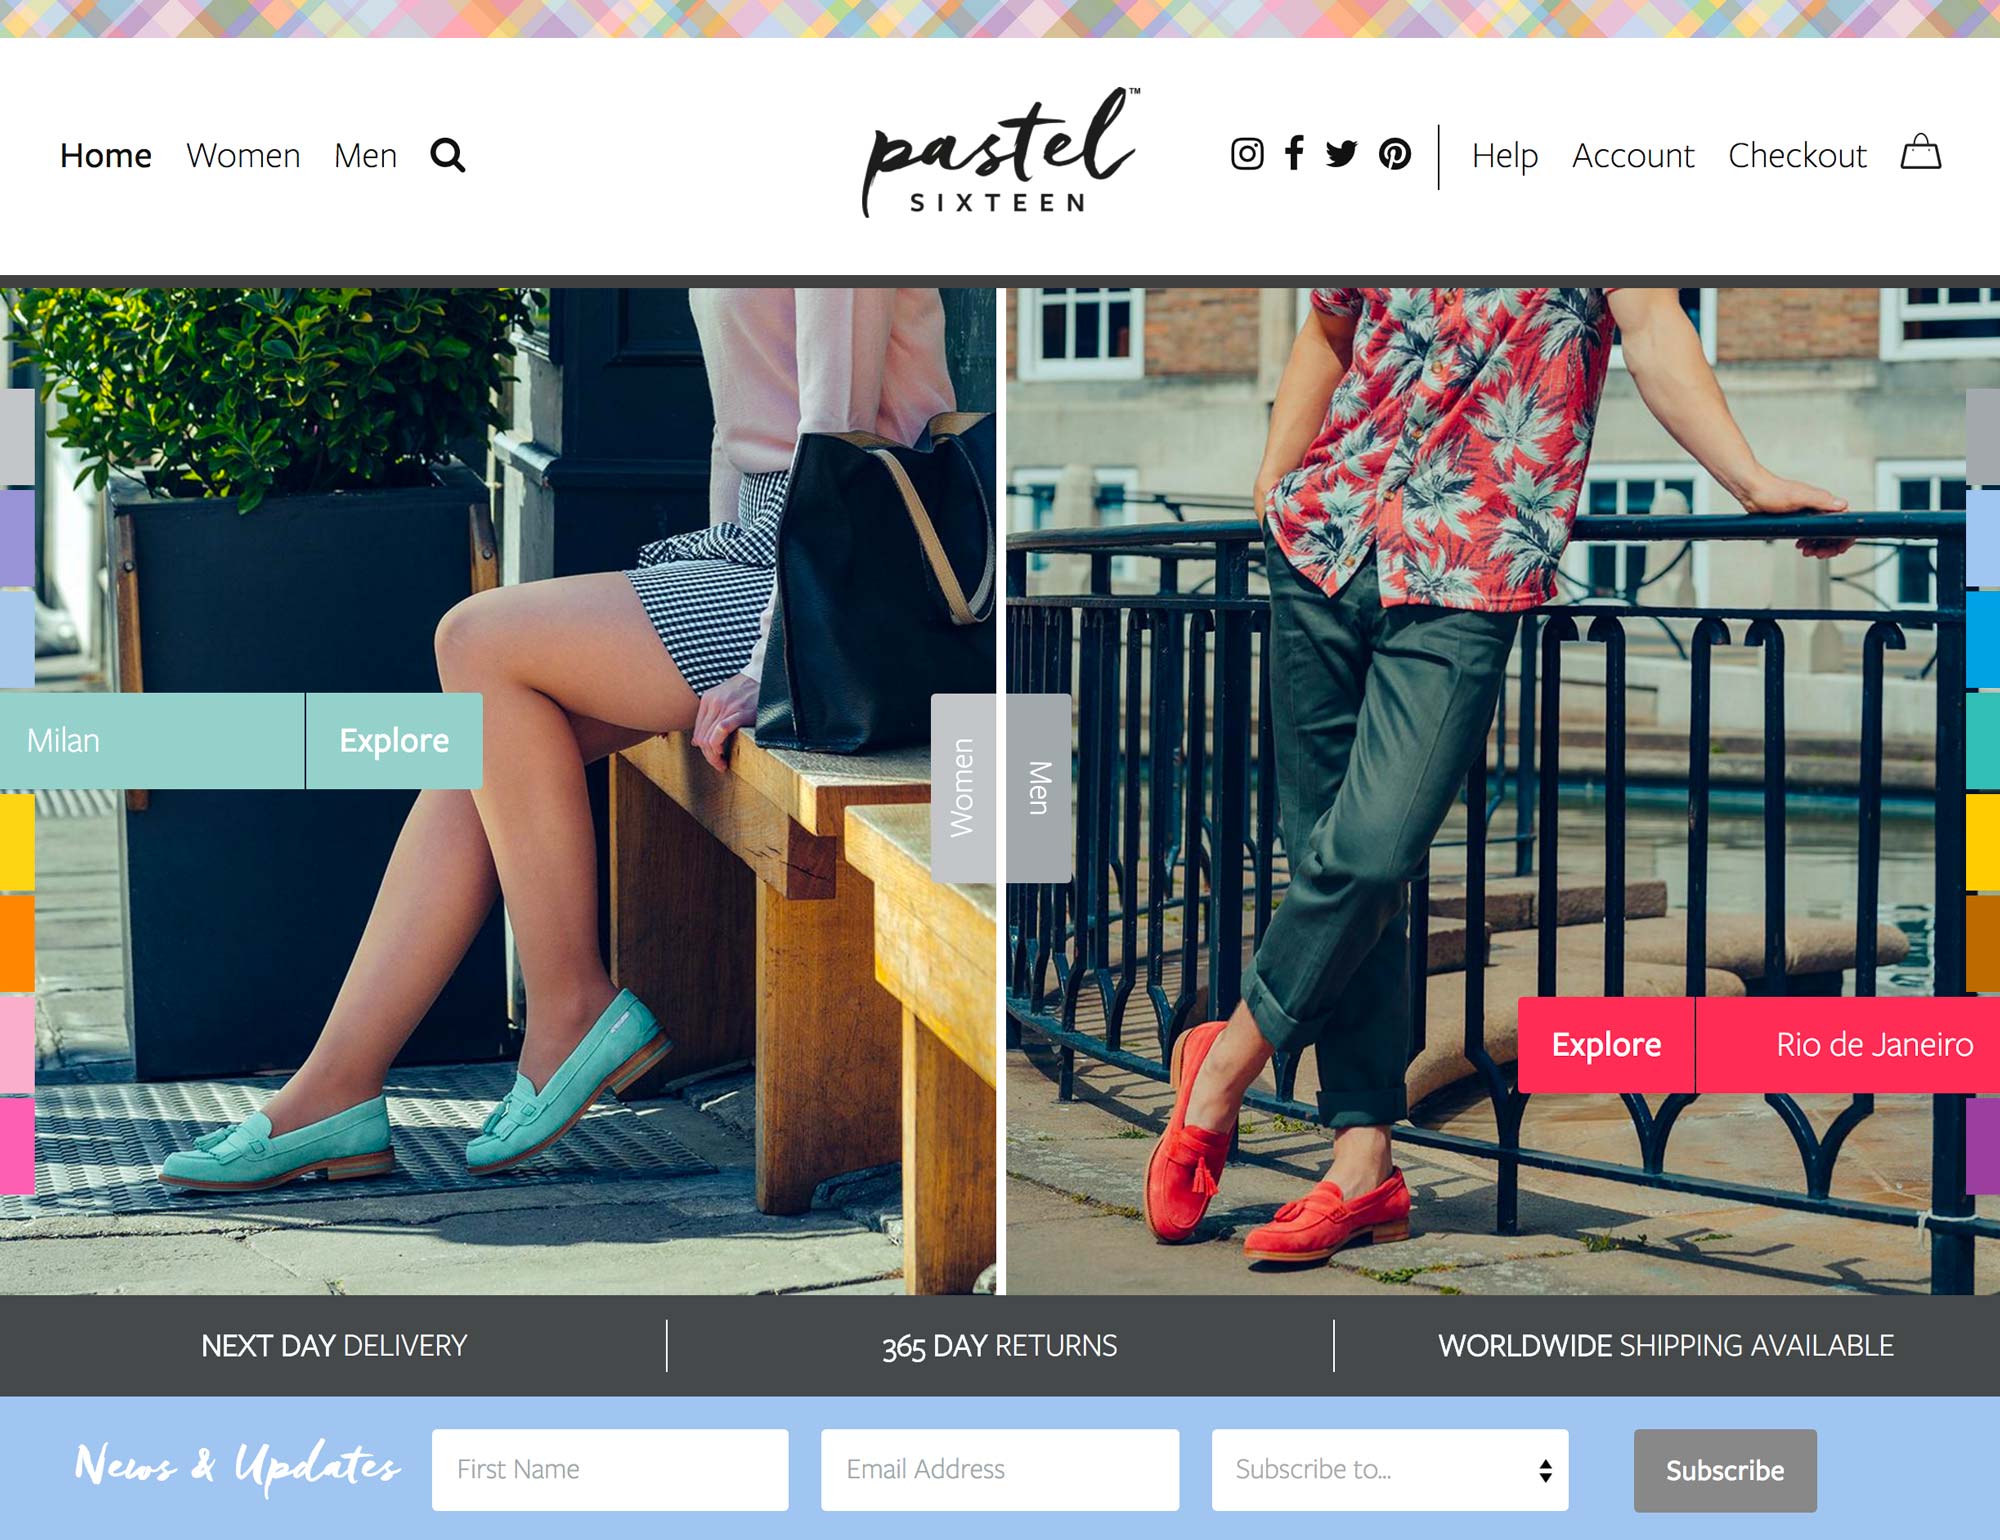 Home Women Men
pastel™
SIXTEEN
Help Account Checkout
Milan Explore
Women
Men
Explore Rio de Janeiro
NEXT DAY DELIVERY
365 DAY RETURNS
WORLDWIDE SHIPPING AVAILABLE
News & Updates
First Name
Email Address
Subscribe to...
Subscribe